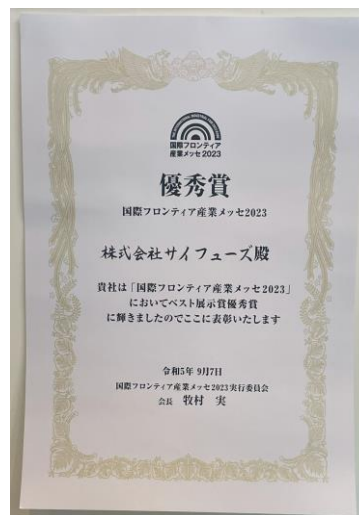 国際フロンティア
産業メッセ2023
優秀賞
国際フロンティア産業メッセ2023
株式会社サイフューズ殿
貴社は「国際フロンティア産業メッセ2023」
においてベスト展示賞優秀賞
に輝きましたのでここに表彰いたします
令和5年 9月7日
国際フロンティア産業メッセ2023実行委員会
会長 牧村 実